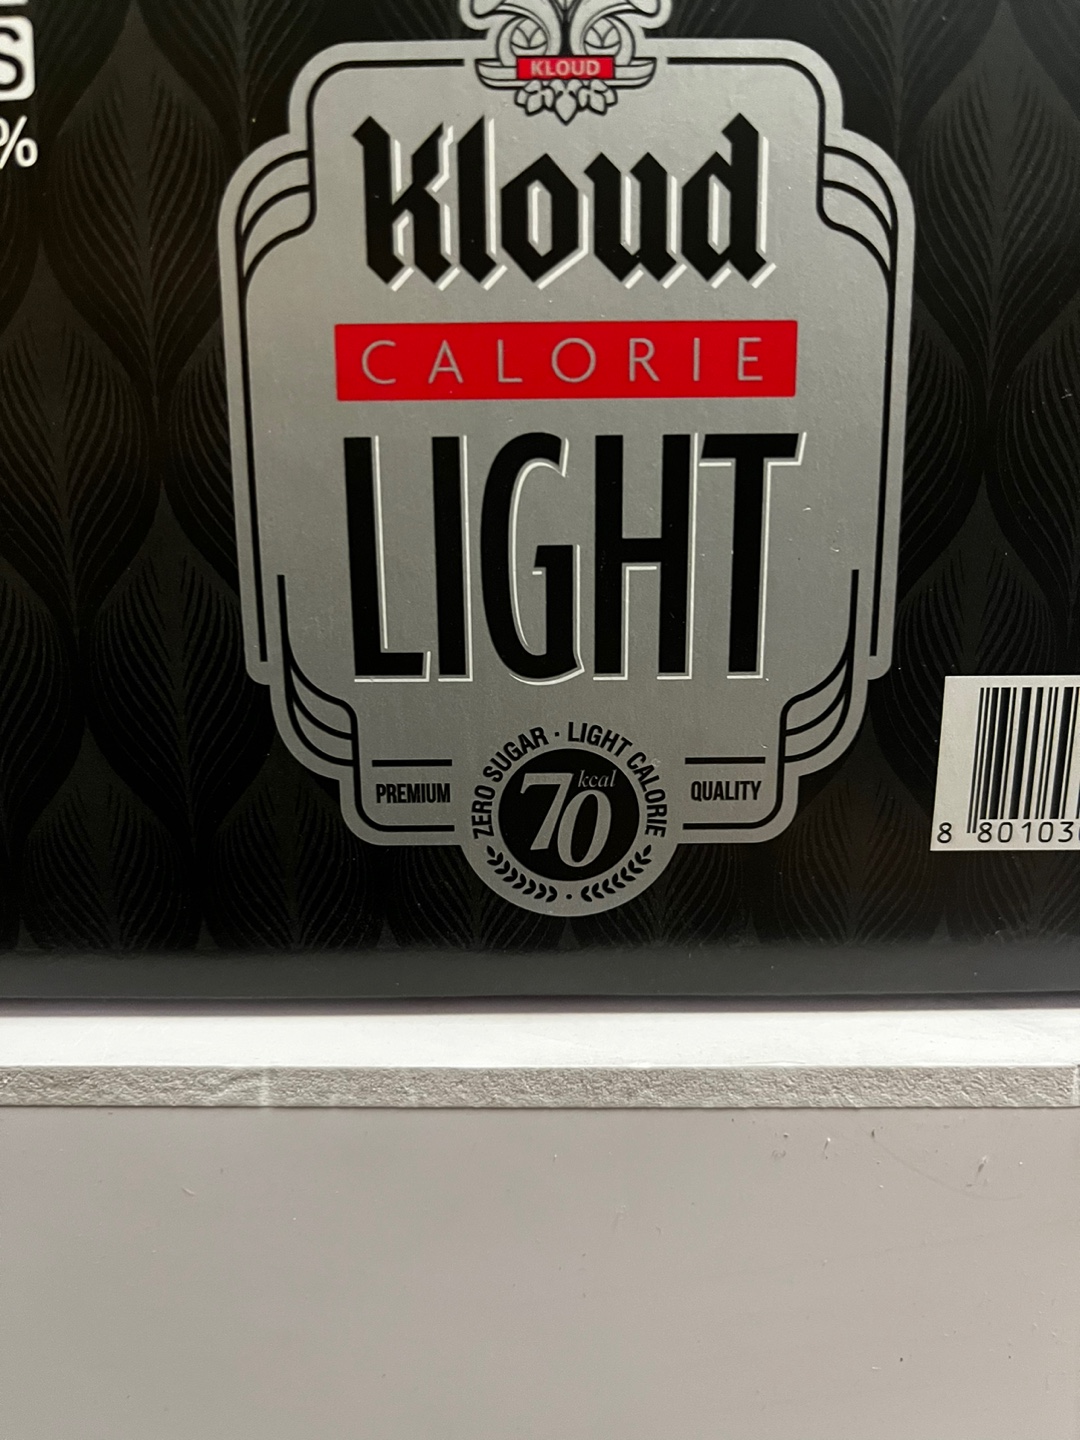 S
%
KLOUD
Kloud
CALORIE
LIGHT
ZERO SUGAR · LIGHT CALORIE
70 kcal
PREMIUM
QUALITY
8 80103